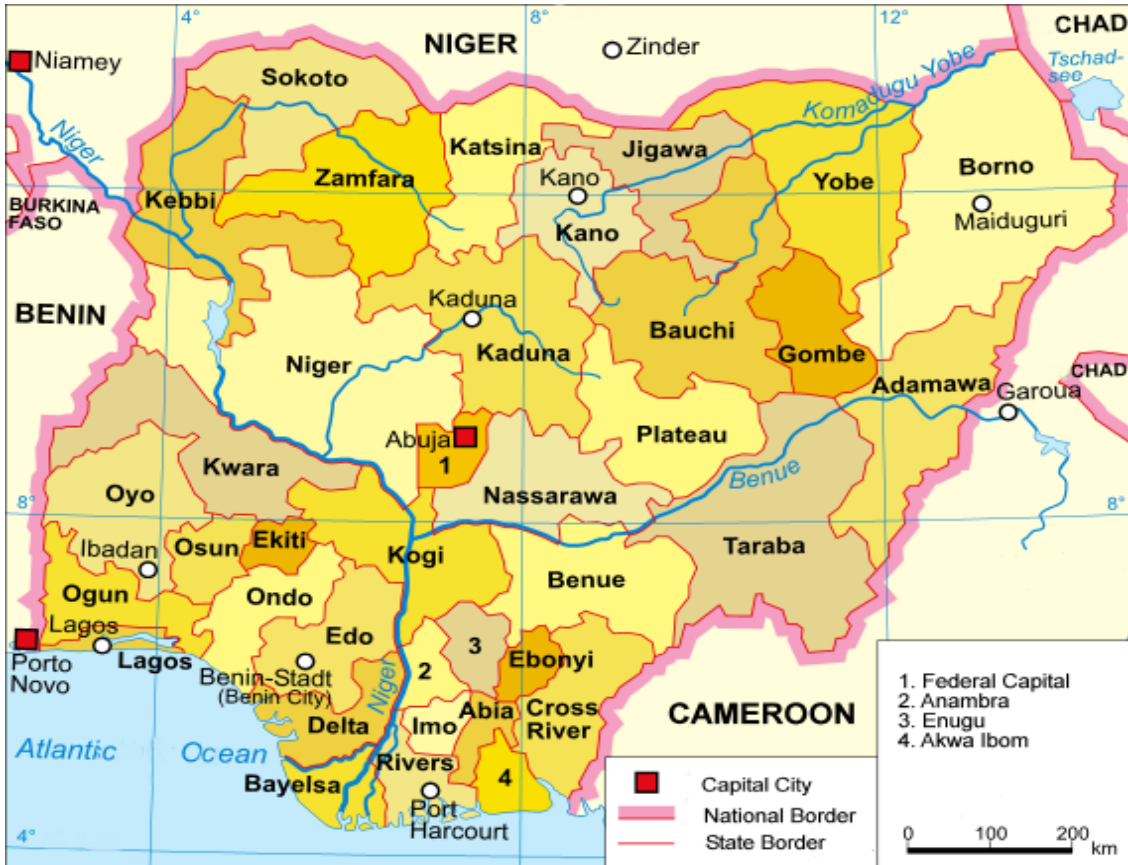 4°
8°
12°
CHAD
NIGER
Zinder
Niamey
Tschad-
see
Sokoto
Komadugu Yobe
Niger
Katsina
Jigawa
Zamfara
Kebbi
Kano
Yobe
Borno
BURKINA
FASO
Maiduguri
Kano
BENIN
Kaduna
Bauchi
Niger
Kaduna
Gombe
Adamawa
CHAD
Garoua
Abuja
1
Plateau
Kwara
Nassarawa
Benue
Oyo
8°
8°
Ibadan
Osun
Ekiti
Kogi
Taraba
Benue
Ogun
Ondo
Lagos
Edo
3
Ebonyi
Porto
Novo
Lagos
2
Benin-Stadt
(Benin City)
Niger
Abia
Cross
River
Delta
Imo
CAMEROON
Atlantic Ocean
Rivers
Bayelsa
4
Port
Harcourt
4°
1. Federal Capital
2. Anambra
3. Enugu
4. Akwa Ibom
Capital City
National Border
State Border
0 100 200
km